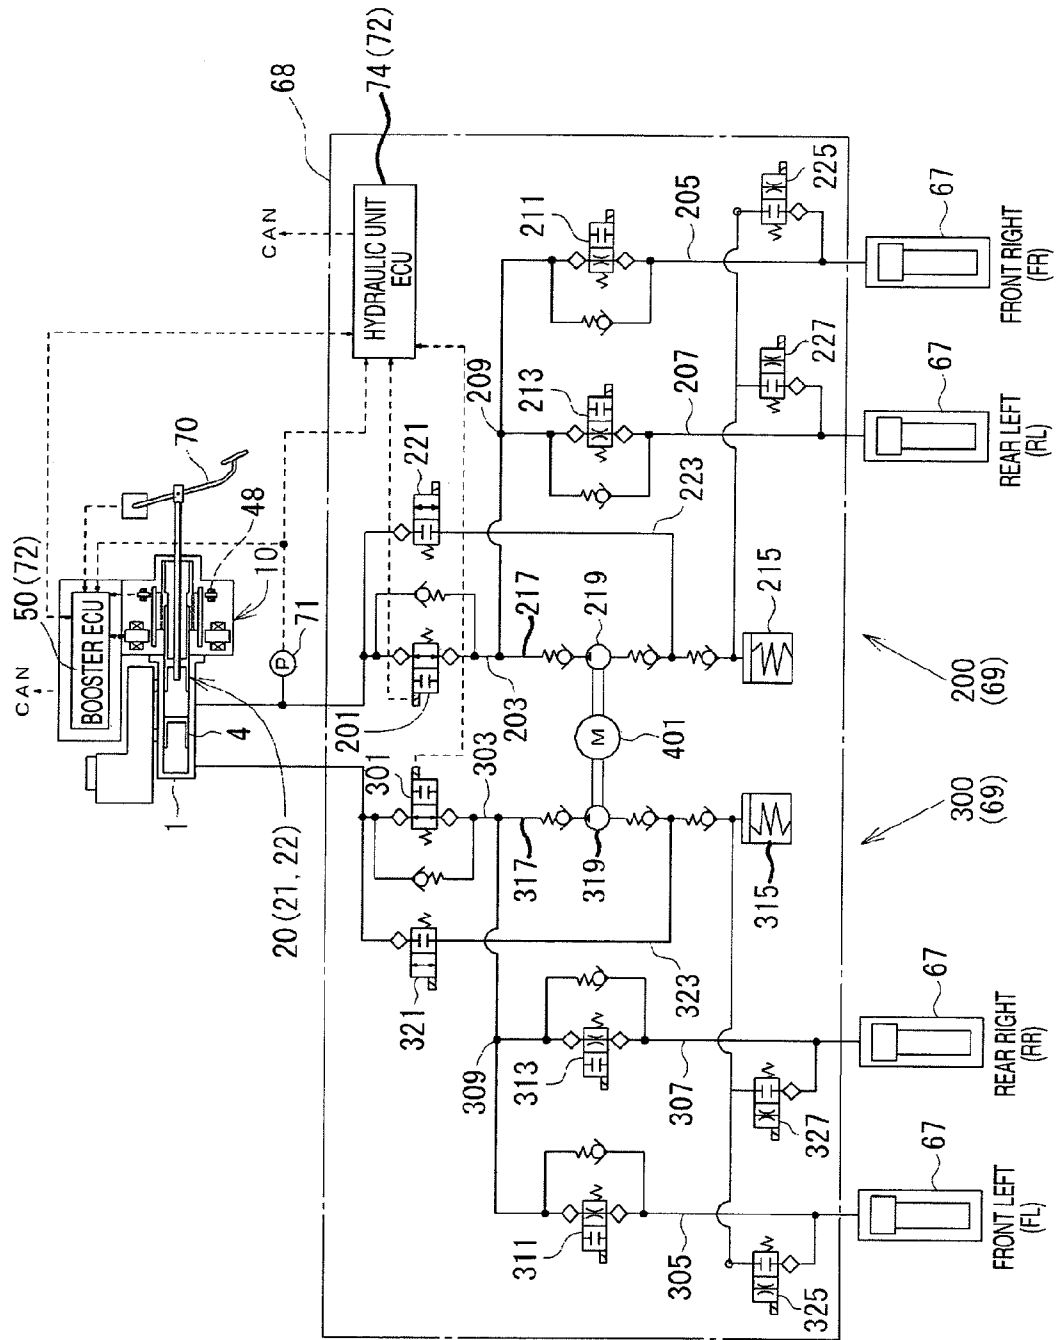 CAN
50 (72)
BOOSTER ECU
1
70
4
48
10
CAN
68
20 (21, 22)
71
HYDRAULIC UNIT
ECU
74 (72)
301
201
321
221
309
303
203
209
311
313
213
211
317
217
319
219
401
305
307
323
223
207
205
315
215
325
327
227
225
300
(69)
200
(69)
67
67
67
67
FRONT LEFT
(FL)
REAR RIGHT
(RR)
REAR LEFT
(RL)
FRONT RIGHT
(FR)
P
M